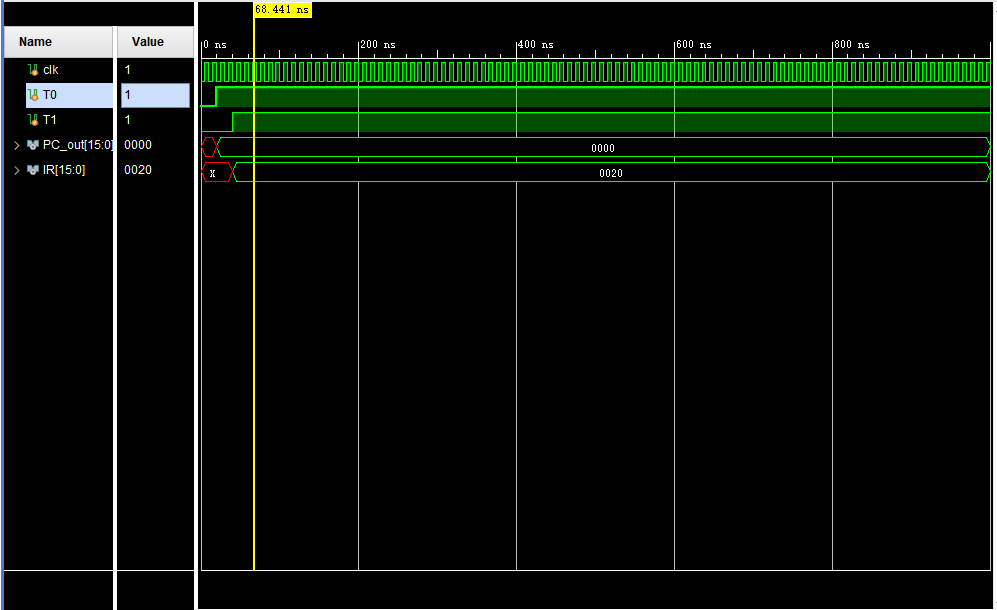 68.441 ns
Name Value
0 ns 200 ns 400 ns 600 ns 800 ns
clk 1
T0 1
T1 1
PC_out[15:0] 0000 0000
IR[15:0] 0020 X 0020